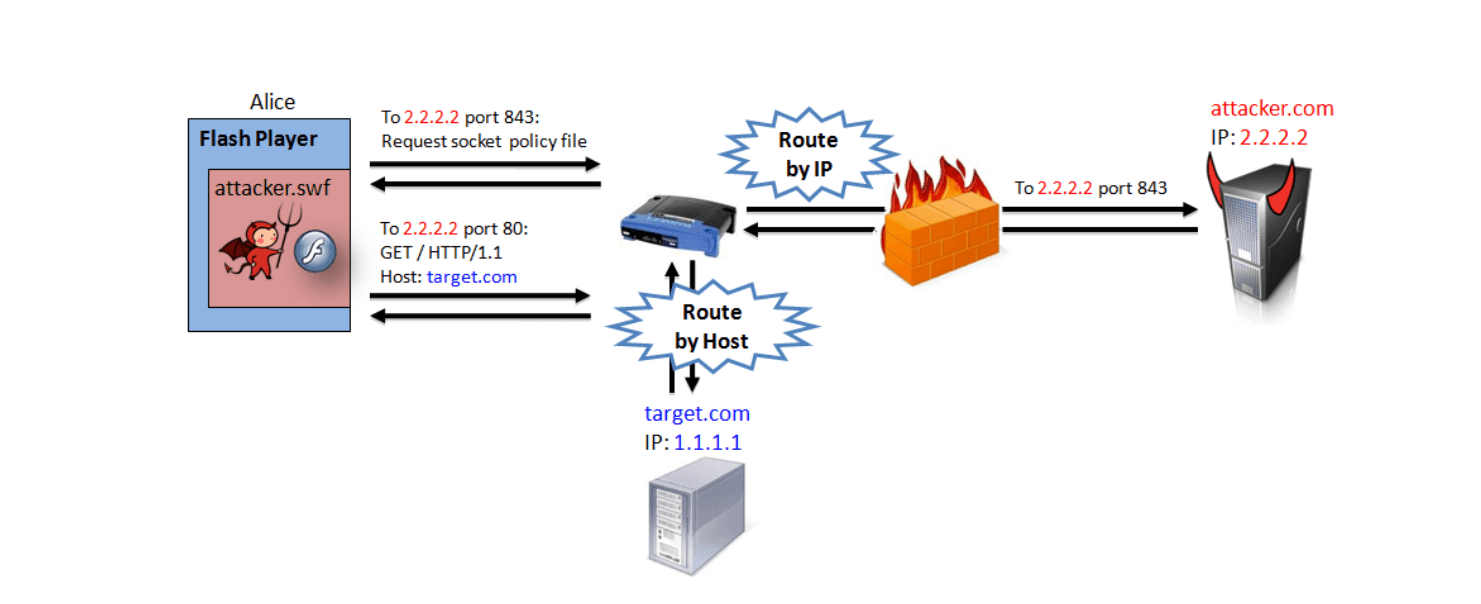 Alice
Flash Player
attacker.swf
To 2.2.2.2 port 843:
Request socket policy file
To 2.2.2.2 port 80:
GET / HTTP/1.1
Host: target.com
Route
by IP
To 2.2.2.2 port 843
attacker.com
IP: 2.2.2.2
Route
by Host
target.com
IP: 1.1.1.1